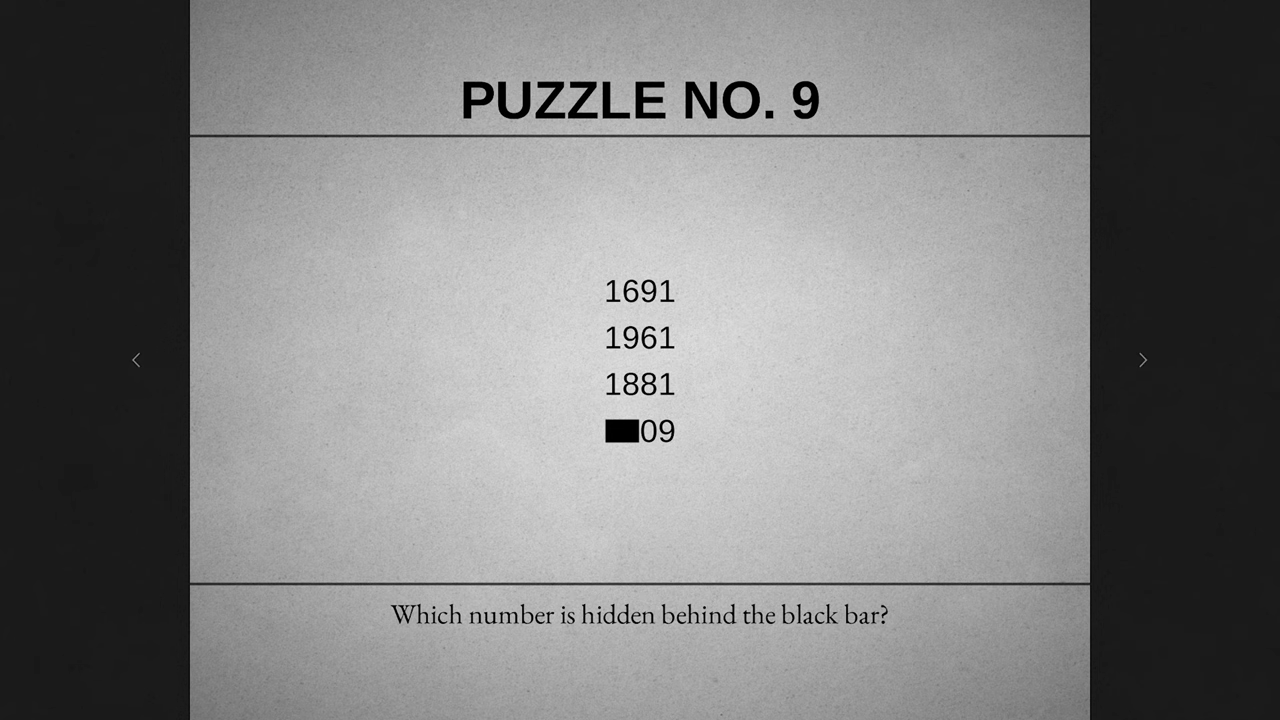 PUZZLE NO. 9
1691
1961
1881
09
Which number is hidden behind the black bar?